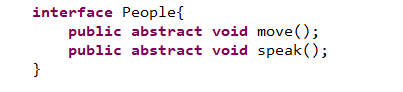 interface People{
    public abstract void move();
    public abstract void speak();
}